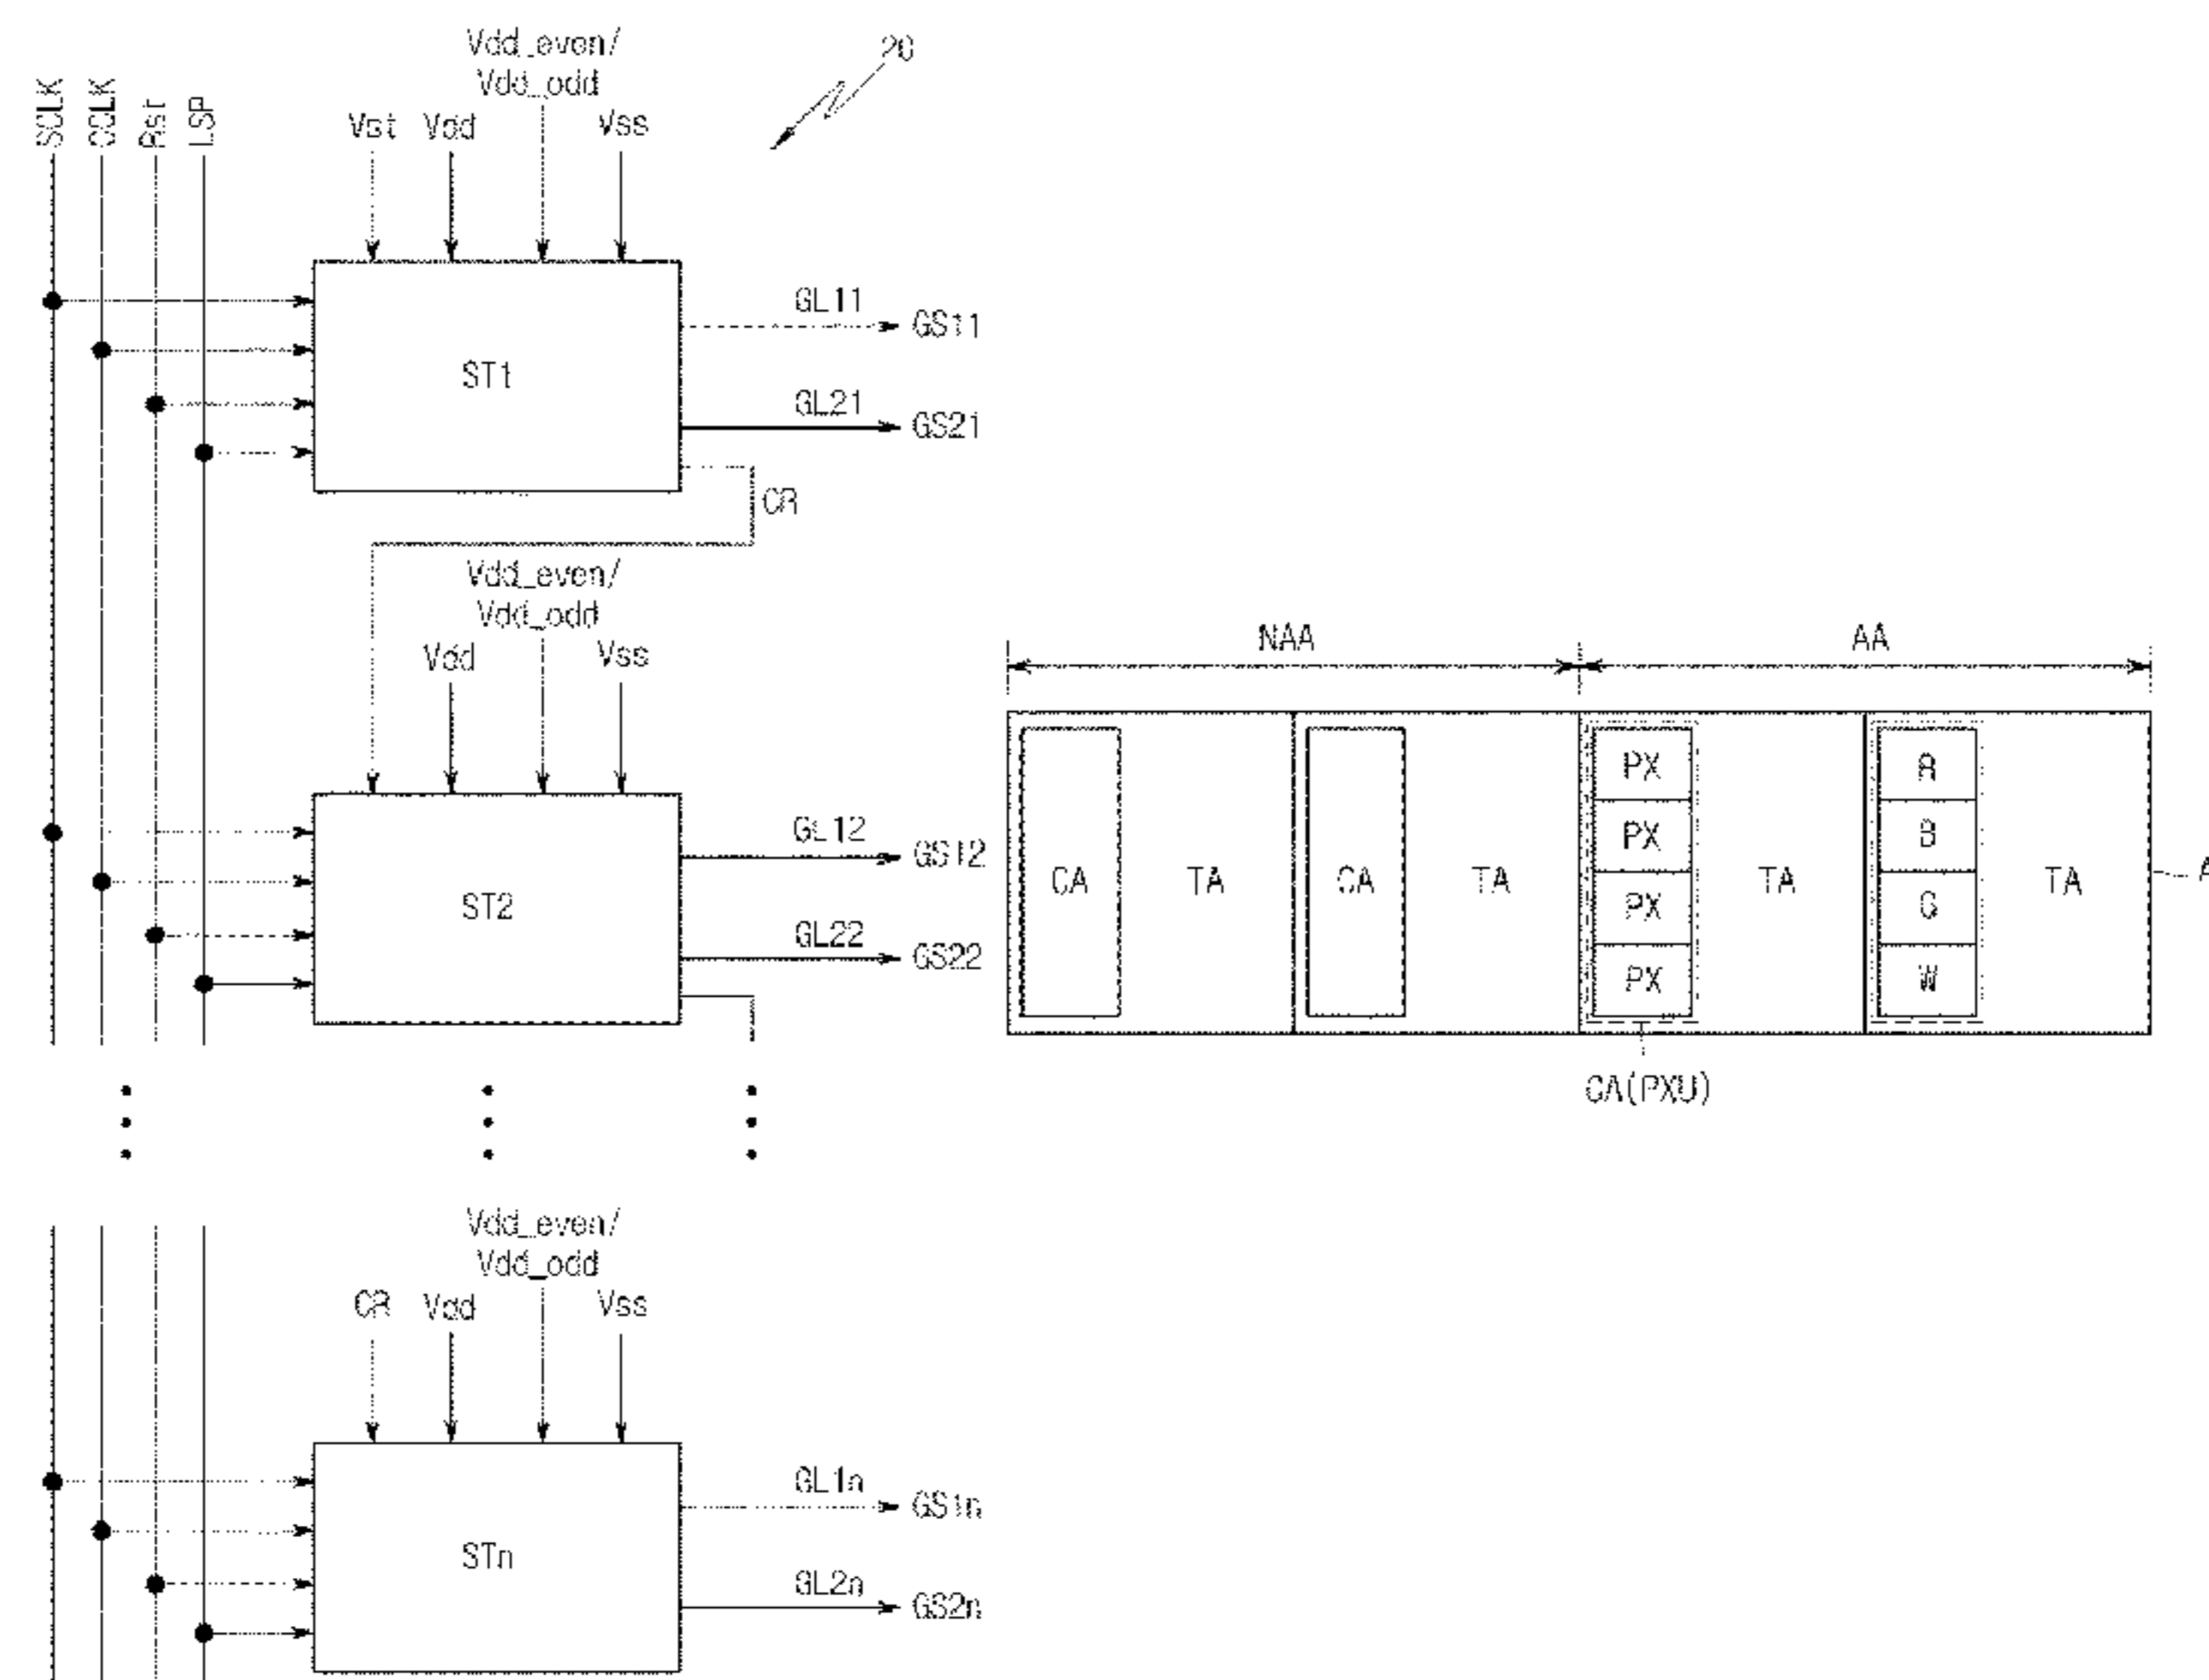 SCLK
CCLK
Rst
LSP
Vdd_even/
Vdd_odd
Vst Vdd Vss
20
ST1
GL11
GS11
GL21
GS21
CR
Vdd_even/
Vdd_odd
Vdd Vss
ST2
GL12
GS12
GL22
GS22
NAA AA
CA TA CA TA
PX
PX
PX
PX
TA
R
B
G
W
TA
A
CA(PXU)
Vdd_even/
Vdd_odd
CR Vdd Vss
STn
GL1n
GS1n
GL2n
GS2n